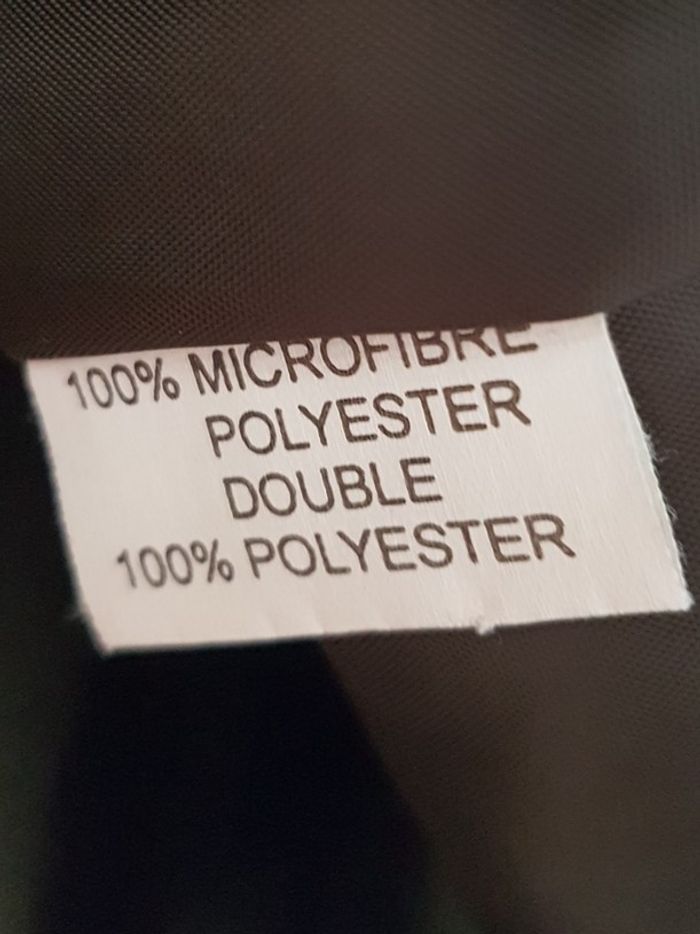 100% MICROFIBRE
POLYESTER
DOUBLE
100% POLYESTER